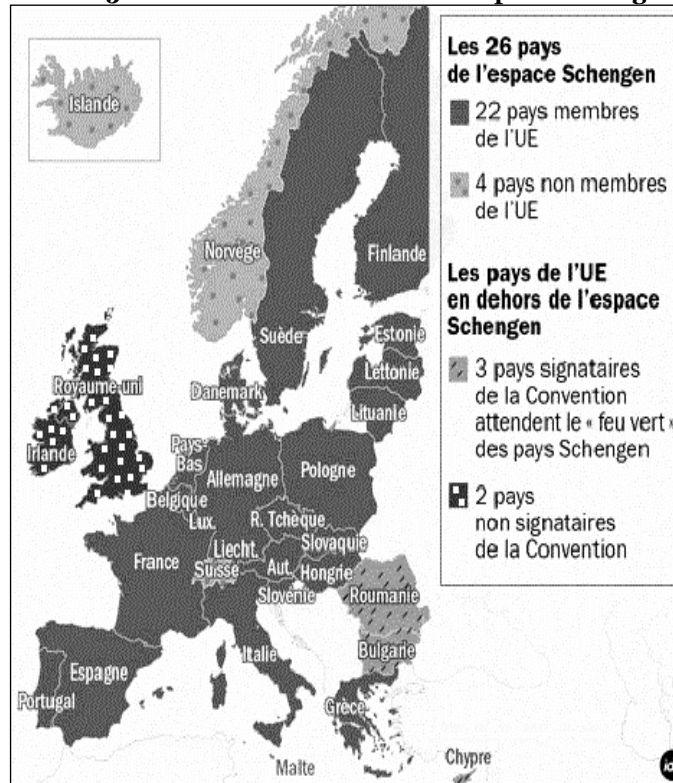 Islande
Norvège
Finlande
Suède
Estonie
Lettonie
Lituanie
Danemark
Royaume-uni
Irlande
Pays-
Bas
Allemagne
Pologne
Belgique
Lux.
R. Tchèque
Slovaquie
France
Liecht.
Suisse
Aut.
Hongrie
Slovénie
Roumanie
Bulgarie
Italie
Espagne
Portugal
Grèce
Malte
Chypre
Les 26 pays
de l'espace Schengen
22 pays membres
de l'UE
4 pays non membres
de l'UE
Les pays de l'UE
en dehors de l'espace
Schengen
3 pays signataires
de la Convention
attendent le « feu vert »
des pays Schengen
2 pays
non signataires
de la Convention